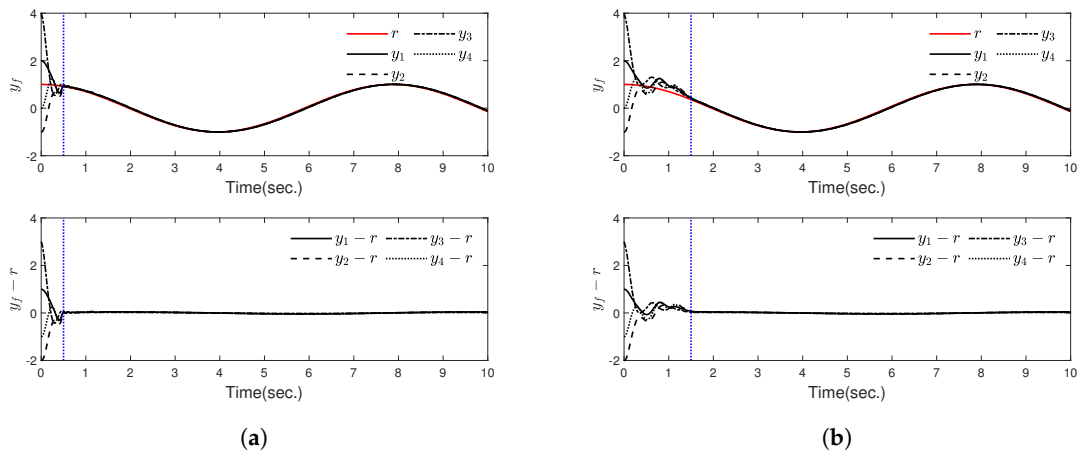 4
2
0
-2
y_f
r
y_3
y_1
y_4
y_2
0 1 2 3 4 5 6 7 8 9 10
Time(sec.)
4
2
0
-2
y_f
r
y_3
y_1
y_4
y_2
0 1 2 3 4 5 6 7 8 9 10
Time(sec.)
4
2
0
-2
y_f − r
y_1 − r
y_3 − r
y_2 − r
y_4 − r
0 1 2 3 4 5 6 7 8 9 10
Time(sec.)
4
2
0
-2
y_f − r
y_1 − r
y_3 − r
y_2 − r
y_4 − r
0 1 2 3 4 5 6 7 8 9 10
Time(sec.)
(a)
(b)